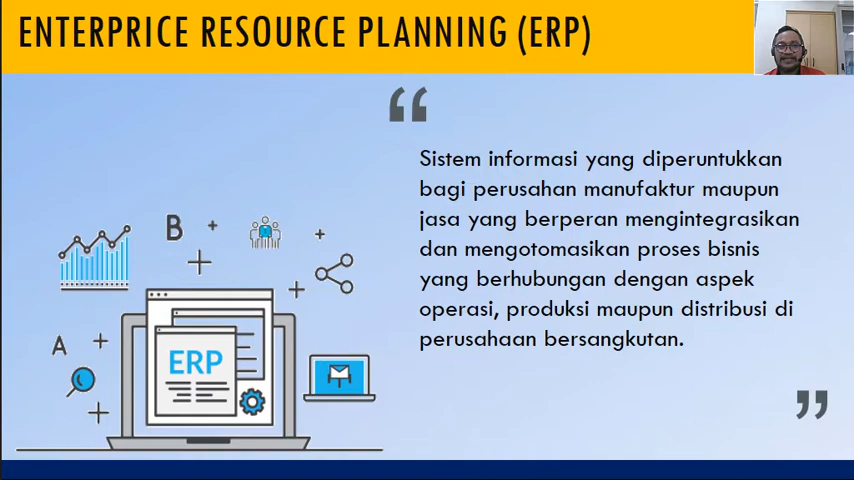 ENTERPRICE RESOURCE PLANNING (ERP)
“
Sistem informasi yang diperuntukkan
bagi perusahan manufaktur maupun
jasa yang berperan mengintegrasikan
dan mengotomasikan proses bisnis
yang berhubungan dengan aspek
operasi, produksi maupun distribusi di
perusahaan bersangkutan.
”
B
A
ERP